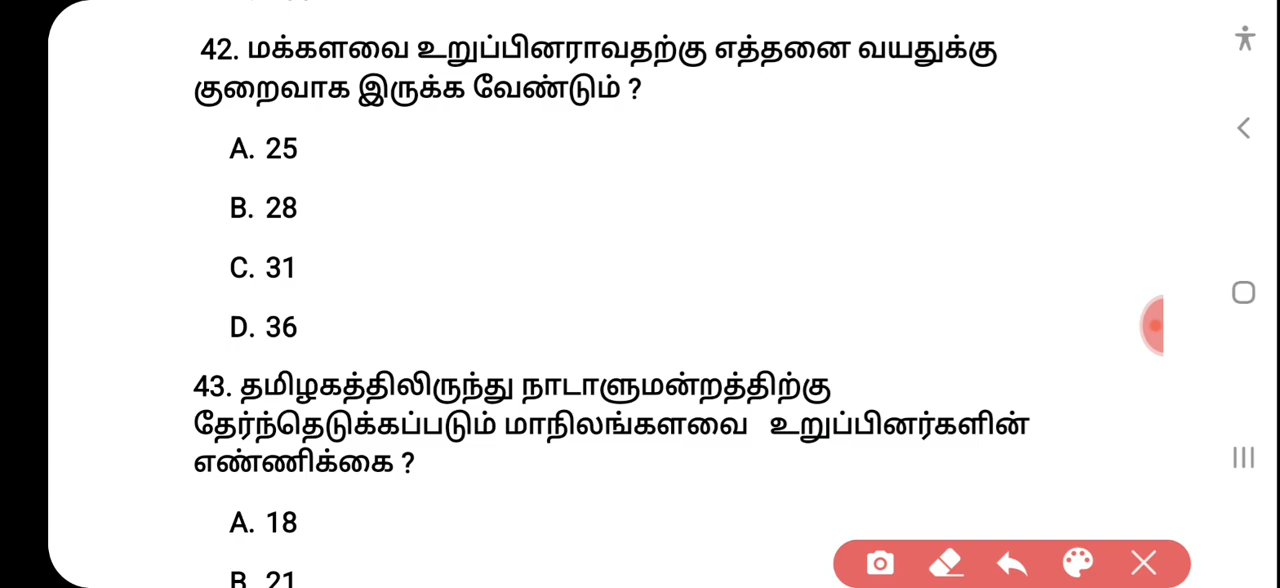 42. மக்களவை உறுப்பினராவதற்கு எத்தனை வயதுக்கு
குறைவாக இருக்க வேண்டும் ?
A. 25
B. 28
C. 31
D. 36
43. தமிழகத்திலிருந்து நாடாளுமன்றத்திற்கு
தேர்ந்தெடுக்கப்படும் மாநிலங்களவை உறுப்பினர்களின்
எண்ணிக்கை ?
A. 18
B. 21